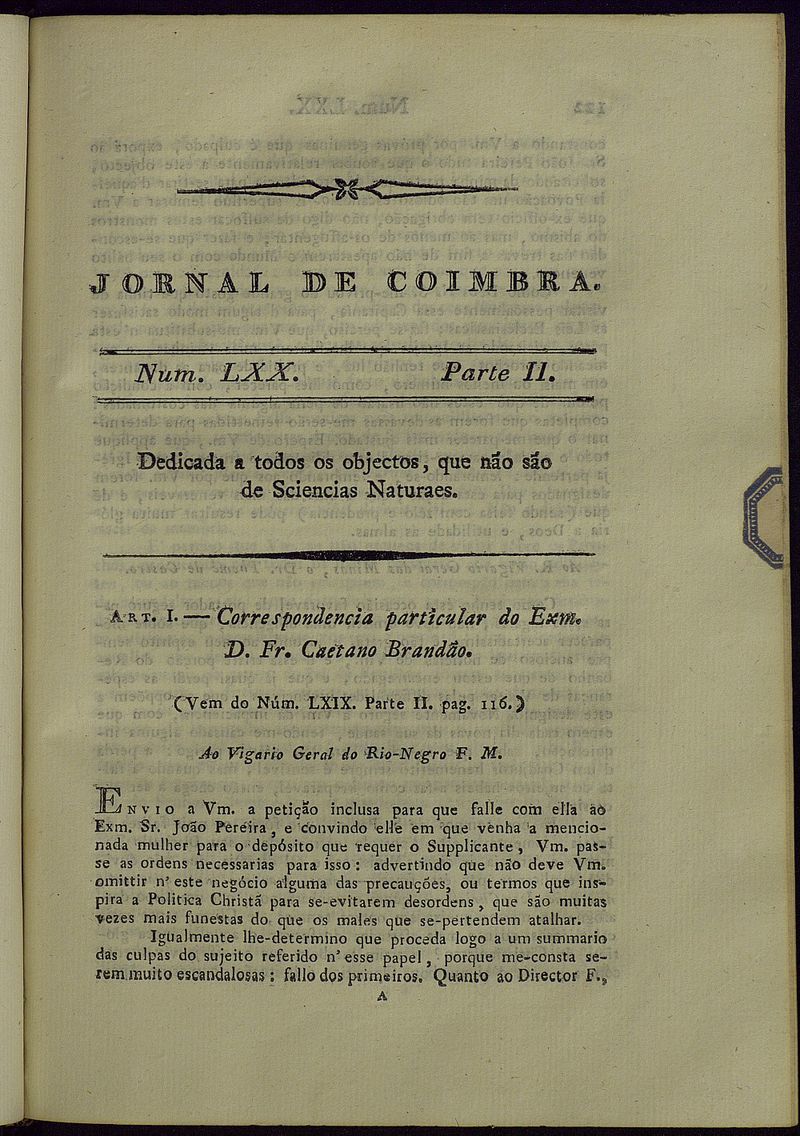 JORNAL DE COIMBRA.
Num. LXX. Parte II.
Dedicada a todos os objectos, que não são
de Sciencias Naturaes.
ART. I. — Correspondencia particular do Exm.
D. Fr. Caetano Brandão.
(Vem do Núm. LXIX. Parte II. pag. 116.)
Ao Vigario Geral do Rio-Negro F. M.
ENVIO a Vm. a petição inclusa para que falle com ella ao
Exm. Sr. João Pereira, e convindo elle em que venha a mencio-
nada mulher para o depósito que requer o Supplicante, Vm. pas-
se as ordens necessarias para isso: advertindo que não deve Vm.
omittir n'este negócio alguma das precauções, ou termos que ins-
pira a Politica Christã para se-evitarem desordens, que são muitas
vezes mais funestas do que os males que se-pertendem atalhar.
Igualmente lhe-determino que proceda logo a um summario
das culpas do sujeito referido n'esse papel, porque me-consta se-
rem muito escandalosas: fallo dos primeiros. Quanto ao Director F.,
A